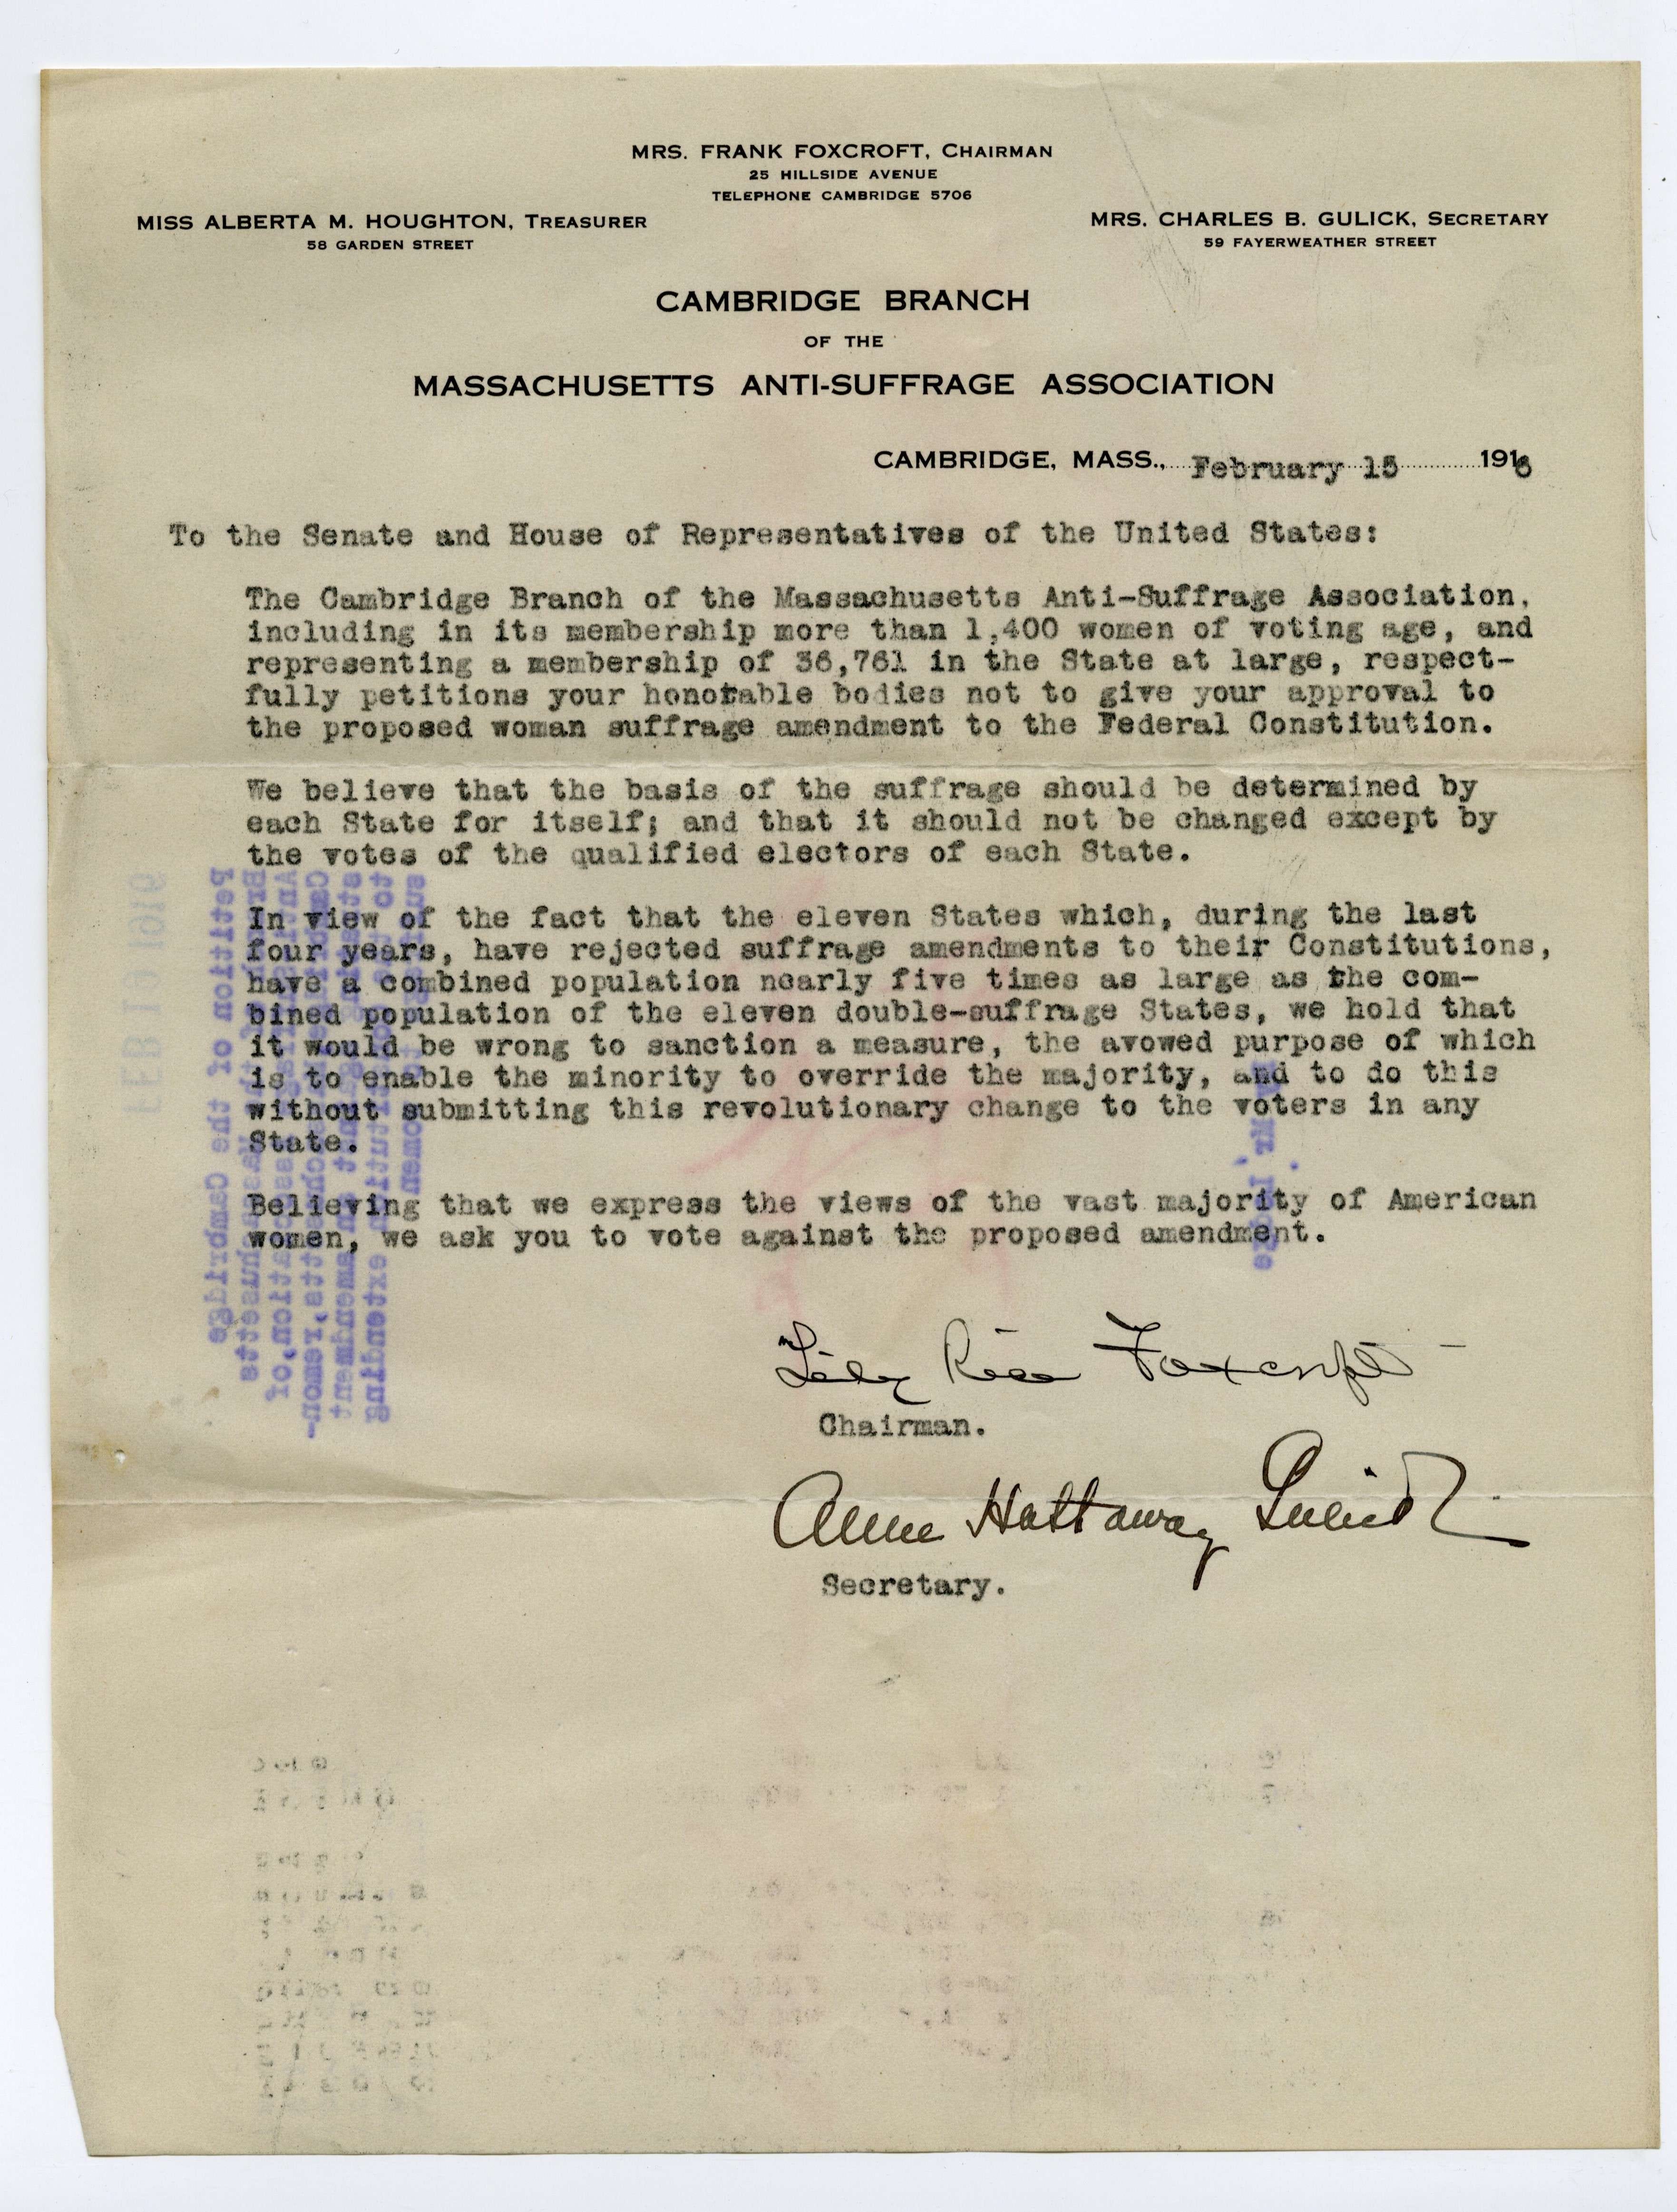 MRS. FRANK FOXCROFT, CHAIRMAN
25 HILLSIDE AVENUE
TELEPHONE CAMBRIDGE 5706
MISS ALBERTA M. HOUGHTON, TREASURER
58 GARDEN STREET
MRS. CHARLES B. GULICK, SECRETARY
59 FAYERWEATHER STREET
CAMBRIDGE BRANCH
OF THE
MASSACHUSETTS ANTI-SUFFRAGE ASSOCIATION
CAMBRIDGE, MASS., February 15 1916
To the Senate and House of Representatives of the United States:
The Cambridge Branch of the Massachusetts Anti-Suffrage Association,
including in its membership more than 1,400 women of voting age, and
representing a membership of 36,761 in the State at large, respect-
fully petitions your honorable bodies not to give your approval to
the proposed woman suffrage amendment to the Federal Constitution.
We believe that the basis of the suffrage should be determined by
each State for itself; and that it should not be changed except by
the votes of the qualified electors of each State.
In view of the fact that the eleven States which, during the last
four years, have rejected suffrage amendments to their Constitutions,
have a combined population nearly five times as large as the com-
bined population of the eleven double-suffrage States, we hold that
it would be wrong to sanction a measure, the avowed purpose of which
is to enable the minority to override the majority, and to do this
without submitting this revolutionary change to the voters in any
State.
Believing that we express the views of the vast majority of American
women, we ask you to vote against the proposed amendment.
Lily Rice Foxcroft
Chairman.
Anne Hathaway Gulick
Secretary.
Petition of the Cambridge